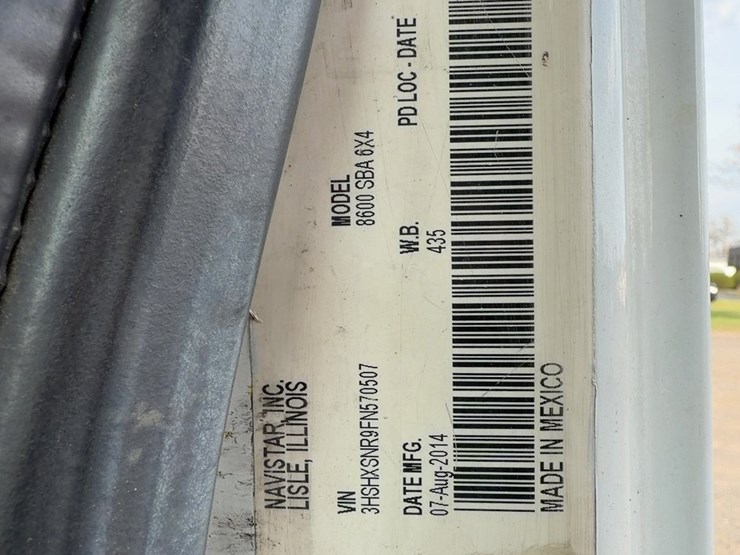 NAVISTAR, INC.
LISLE, ILLINOIS
VIN
3HSHXSNR9FN570507
MODEL
8600 SBA 6X4
DATE MFG.
07-Aug-2014
W.B.
435
PD LOC - DATE
MADE IN MEXICO